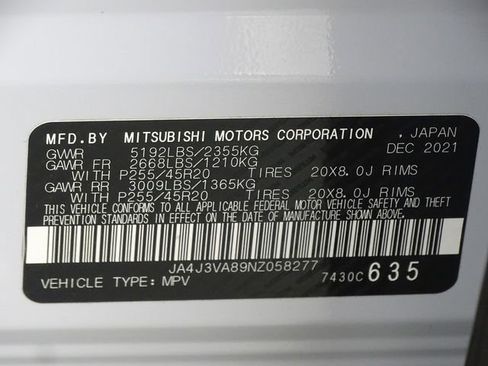 MFD.BY MITSUBISHI MOTORS CORPORATION , JAPAN
GVWR 5192LBS/2355KG DEC 2021
GAWR FR 2668LBS/1210KG
WITH P255/45R20 TIRES 20X8.0J RIMS
GAWR RR 3009LBS/1365KG
WITH P255/45R20 TIRES 20X8.0J RIMS
THIS VEHICLE CONFORMS TO ALL APPLICABLE FEDERAL MOTOR VEHICLE SAFETY AND THEFT
PREVENTION STANDARDS IN EFFECT ON THE DATE OF MANUFACTURE SHOWN ABOVE.
JA4J3VA89NZ058277
VEHICLE TYPE: MPV 7430C 635